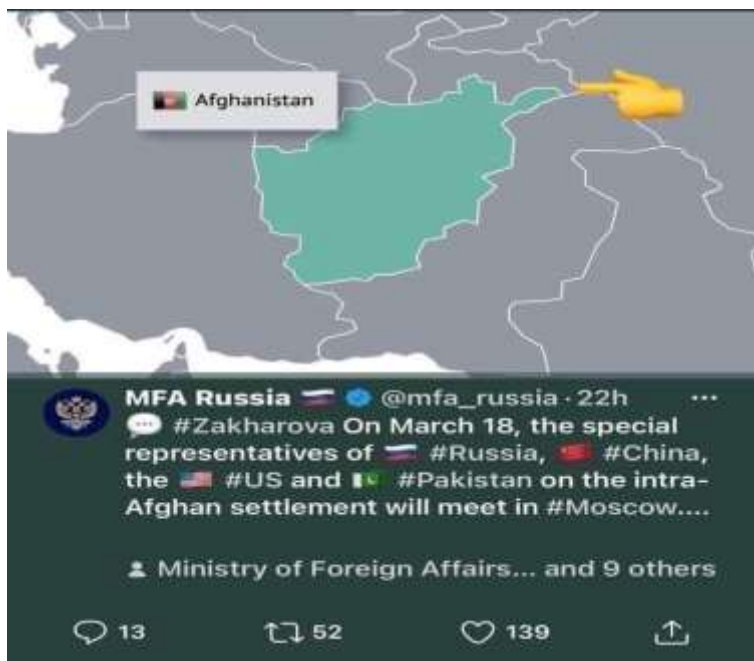 Afghanistan
MFA Russia 🇷🇺 @mfa_russia · 22h
💬 #Zakharova On March 18, the special
representatives of 🇷🇺 #Russia, 🇨🇳 #China,
the 🇺🇸 #US and 🇵🇰 #Pakistan on the intra-
Afghan settlement will meet in #Moscow....
Ministry of Foreign Affairs... and 9 others
13 52 139